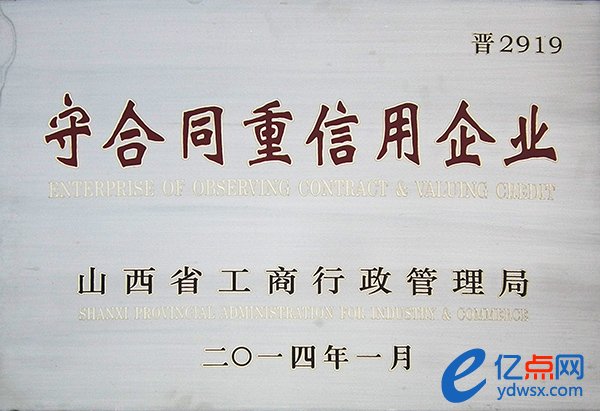 晋2919
守合同重信用企业
ENTERPRISE OF OBSERVING CONTRACT & VALUING CREDIT
山西省工商行政管理局
SHANXI PROVINCIAL ADMINISTRATION FOR INDUSTRY & COMMERCE
二〇一四年一月
e亿点网
ydwsx.com